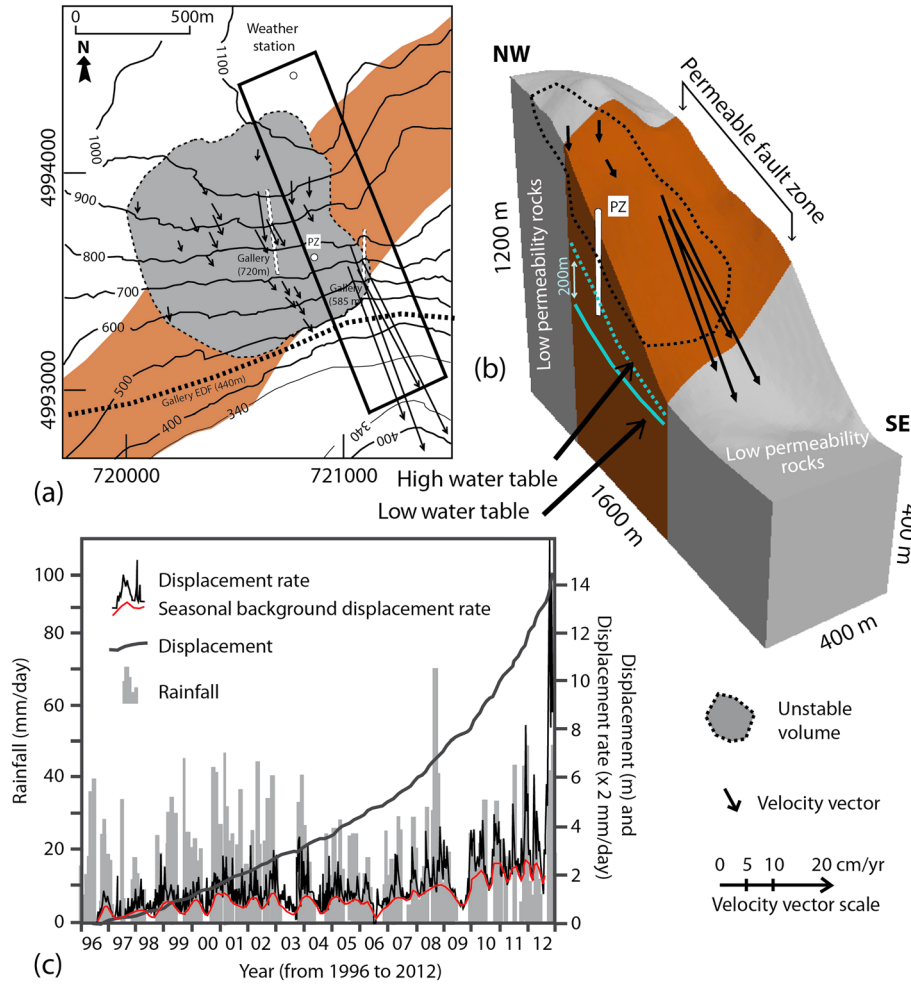 0 500m
N
Weather
station
1100
1000
900
800
700
600
500
400
340
340
400
4994000
4993000
720000 721000
PZ
Gallery
(720m)
Gallery
(585 m)
Gallery EDF (440m)
(a)
NW
SE
Permeable fault zone
1200 m
Low permeability rocks
PZ
200m
(b)
Low permeability
rocks
400 m
400 m
1600 m
High water table
Low water table
Displacement rate
Seasonal background displacement rate
Displacement
Rainfall
Rainfall (mm/day)
100
80
60
40
20
0
14
12
10
8
6
4
2
0
Displacement (m) and
Displacement rate (x 2 mm/day)
96 97 98 99 00 01 02 03 04 05 06 07 08 09 10 11 12
Year (from 1996 to 2012)
(c)
Unstable
volume
Velocity vector
0 5 10 20 cm/yr
Velocity vector scale